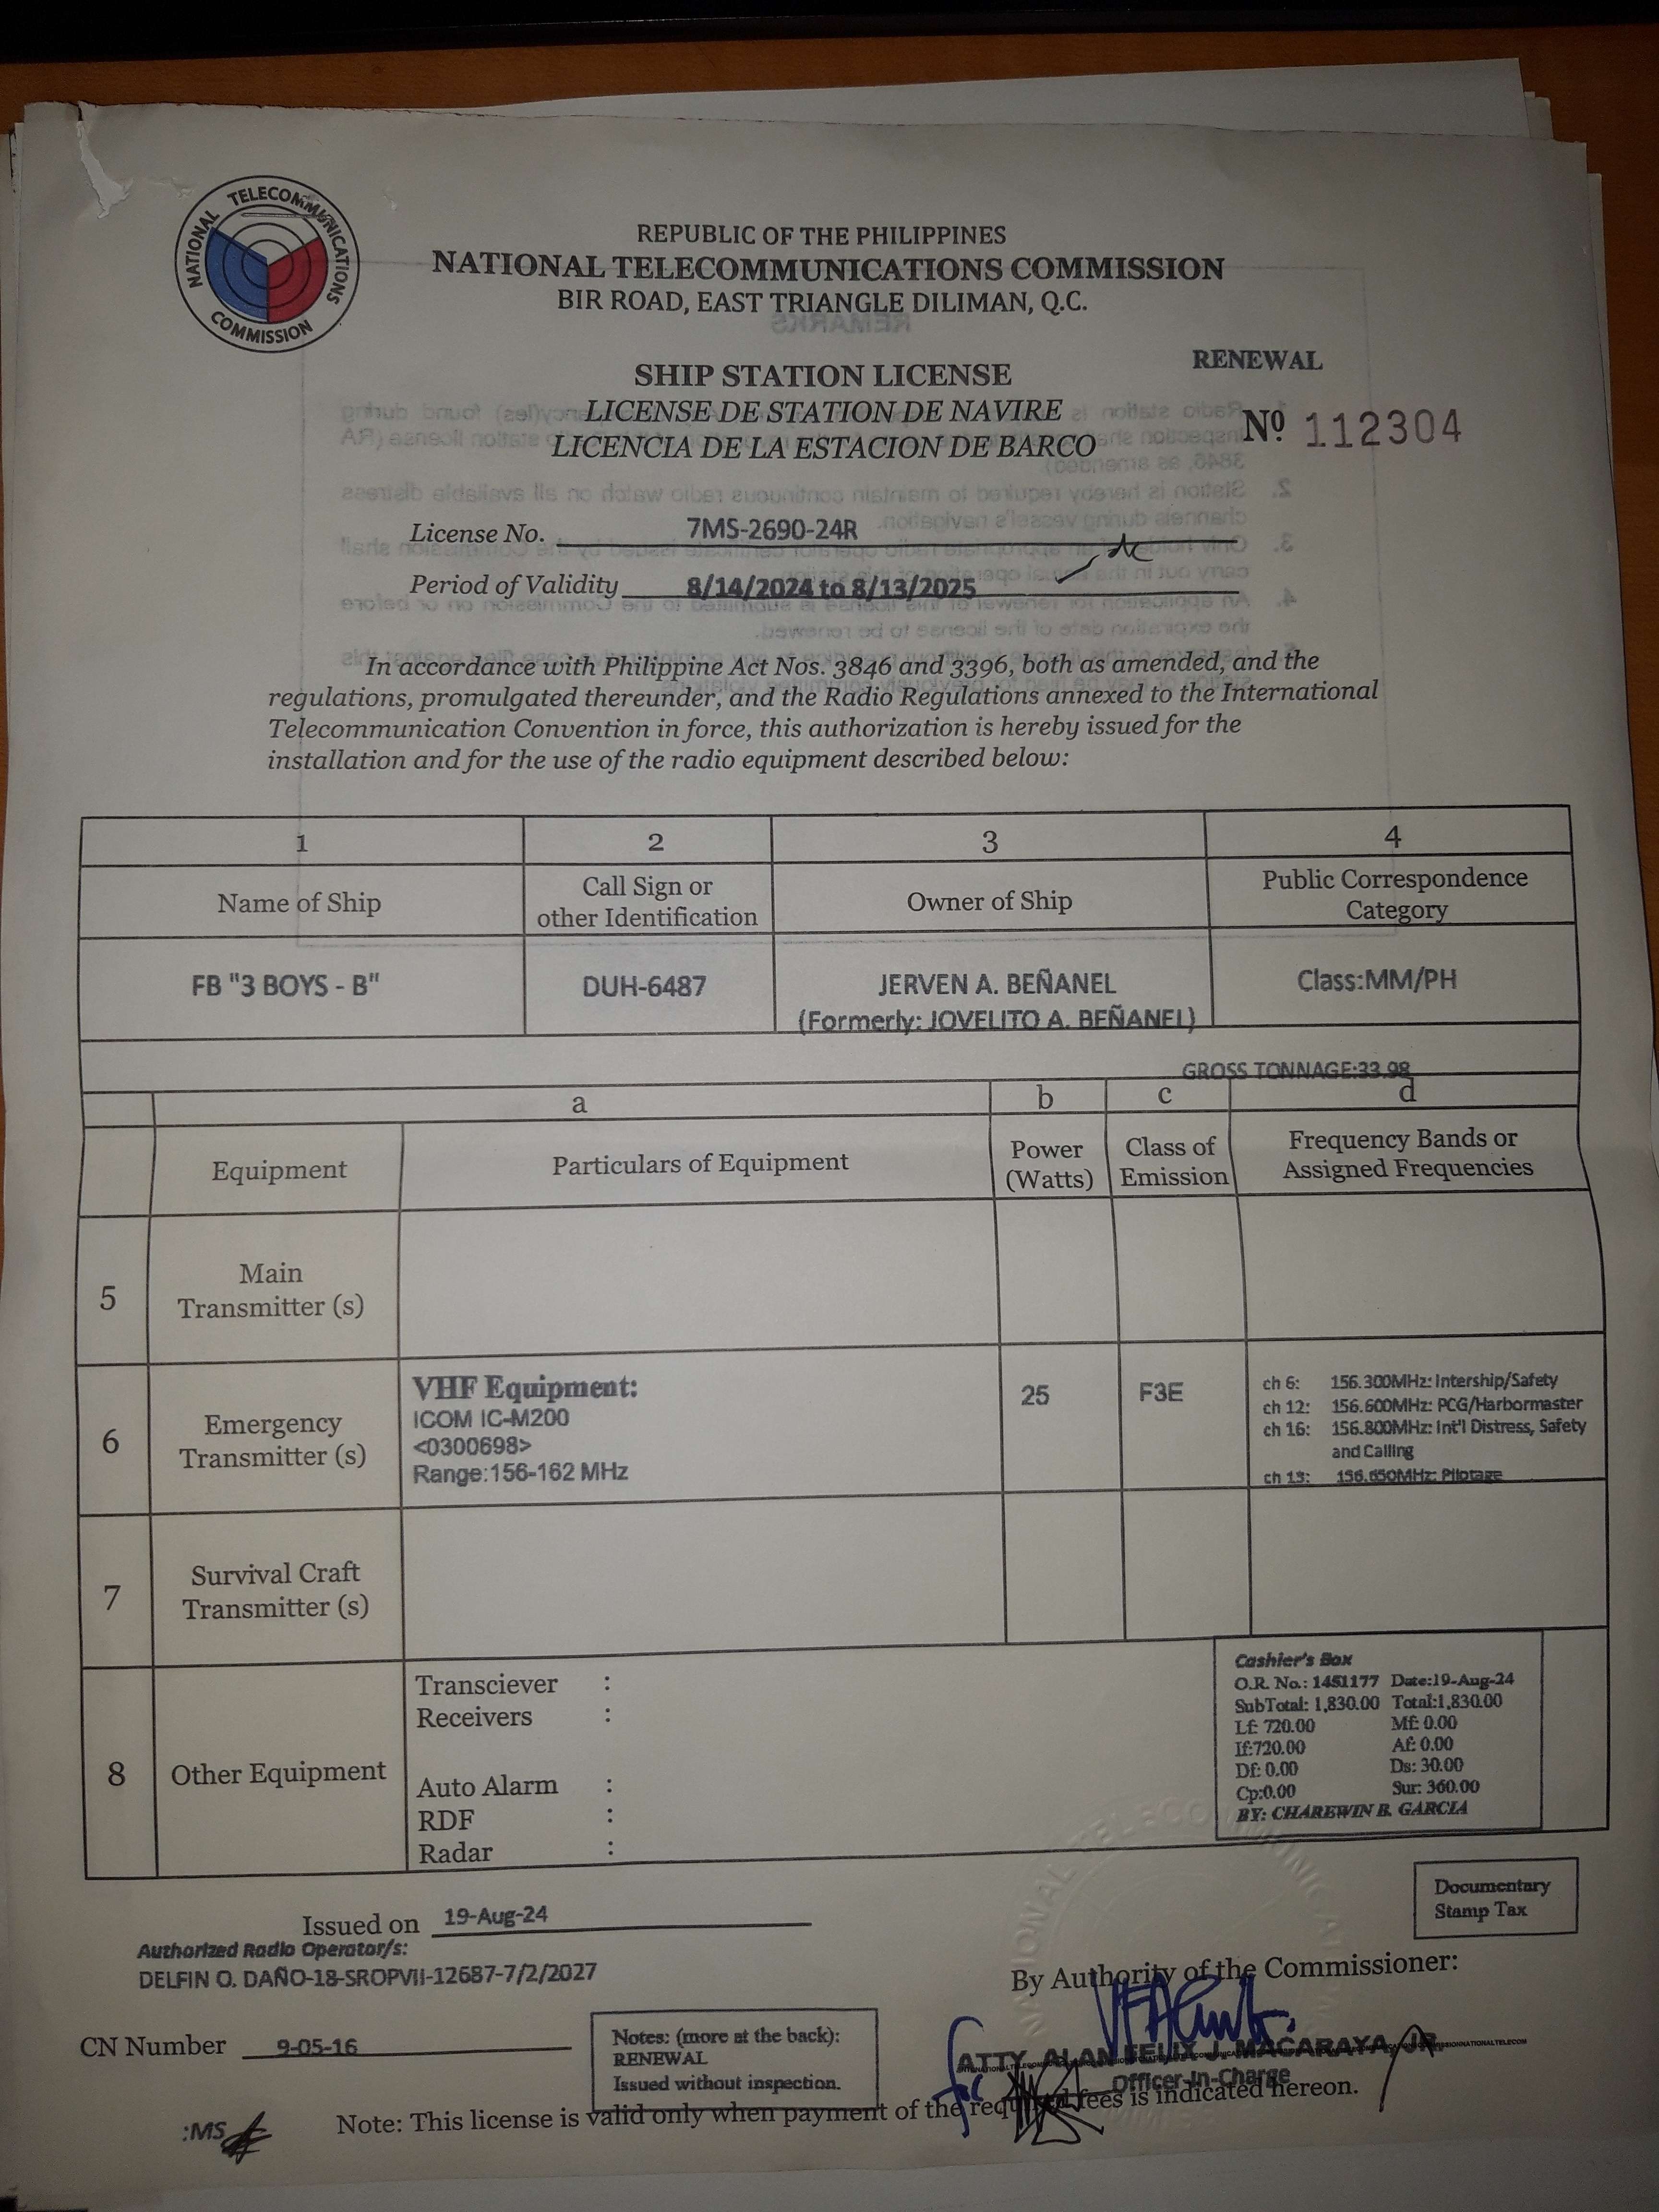 NATIONAL TELECOMMUNICATIONS COMMISSION
REPUBLIC OF THE PHILIPPINES
NATIONAL TELECOMMUNICATIONS COMMISSION
BIR ROAD, EAST TRIANGLE DILIMAN, Q.C.
REMARKS
RENEWAL
SHIP STATION LICENSE
LICENSE DE STATION DE NAVIRE
LICENCIA DE LA ESTACION DE BARCO
Nº 112304
License No. 7MS-2690-24R
Period of Validity 8/14/2024 to 8/13/2025
In accordance with Philippine Act Nos. 3846 and 3396, both as amended, and the
regulations, promulgated thereunder, and the Radio Regulations annexed to the International
Telecommunication Convention in force, this authorization is hereby issued for the
installation and for the use of the radio equipment described below:
1 2 3 4
Name of Ship
Call Sign or
other Identification
Owner of Ship
Public Correspondence
Category
FB "3 BOYS - B"
DUH-6487
JERVEN A. BEÑANEL
(Formerly: JOVELITO A. BEÑANEL)
Class:MM/PH
GROSS TONNAGE:33.98
a b c d
Equipment
Particulars of Equipment
Power
(Watts)
Class of
Emission
Frequency Bands or
Assigned Frequencies
5
Main
Transmitter (s)
6
Emergency
Transmitter (s)
VHF Equipment:
ICOM IC-M200
<0300698>
Range:156-162 MHz
25
F3E
ch 6: 156.300MHz: Intership/Safety
ch 12: 156.600MHz: PCG/Harbormaster
ch 16: 156.800MHz: Int'l Distress, Safety
and Calling
ch 13: 156.650MHz: Pilotage
7
Survival Craft
Transmitter (s)
8
Other Equipment
Transciever :
Receivers :
Auto Alarm :
RDF :
Radar :
Cashier's Box
O.R. No.: 1451177 Date:19-Aug-24
SubTotal: 1,830.00 Total:1,830.00
Lf: 720.00 Mf: 0.00
If:720.00 Af: 0.00
Df: 0.00 Ds: 30.00
Cp:0.00 Sur: 360.00
BY: CHAREWIN B. GARCIA
Documentary
Stamp Tax
Issued on 19-Aug-24
Authorized Radio Operator/s:
DELFIN O. DAÑO-18-SROPVII-12687-7/2/2027
By Authority of the Commissioner:
CN Number 9-05-16
Notes: (more at the back):
RENEWAL
Issued without inspection.
ATTY. ALAN FELIX J. MACARAYA, JR
Officer-In-Charge
:MS
Note: This license is valid only when payment of the required fees is indicated hereon.